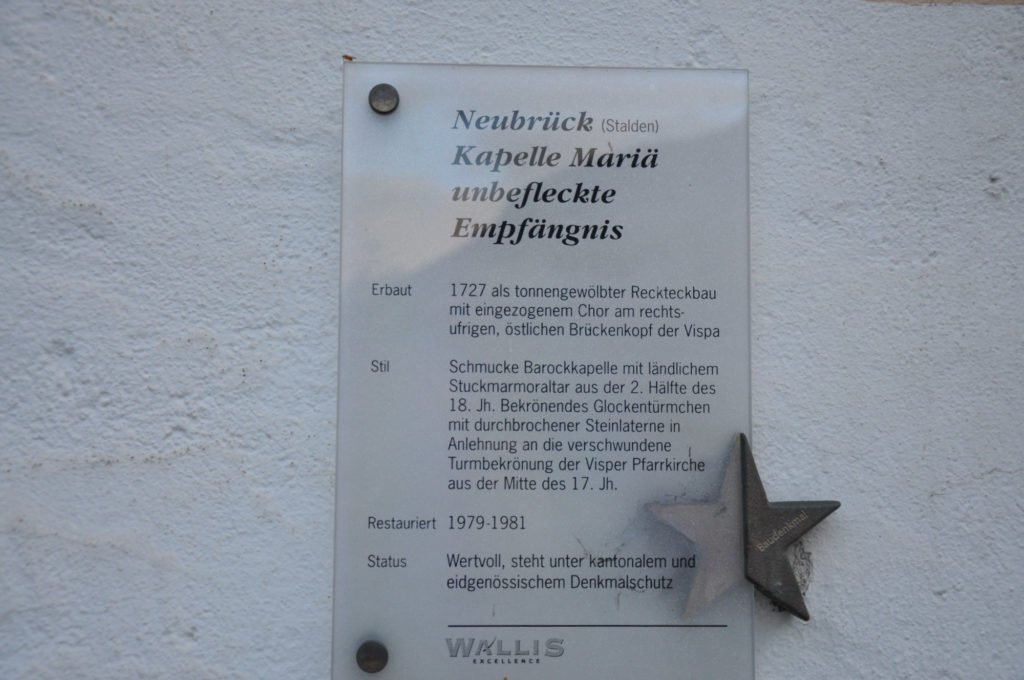 Neubrück (Stalden)
Kapelle Mariä
unbefleckte
Empfängnis
Erbaut 1727 als tonnengewölbter Reckteckbau
mit eingezogenem Chor am rechts-
ufrigen, östlichen Brückenkopf der Vispa
Stil Schmucke Barockkapelle mit ländlichem
Stuckmarmoraltar aus der 2. Hälfte des
18. Jh. Bekrönendes Glockentürmchen
mit durchbrochener Steinlaterne in
Anlehnung an die verschwundene
Turmbekrönung der Visper Pfarrkirche
aus der Mitte des 17. Jh.
Restauriert 1979-1981
Status Wertvoll, steht unter kantonalem und
eidgenössischem Denkmalschutz
Baudenkmal
WALLIS
EXCELLENCE